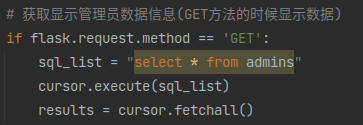 # 获取显示管理员数据信息(GET方法的时候显示数据)
if flask.request.method == 'GET':
    sql_list = "select * from admins"
    cursor.execute(sql_list)
    results = cursor.fetchall()